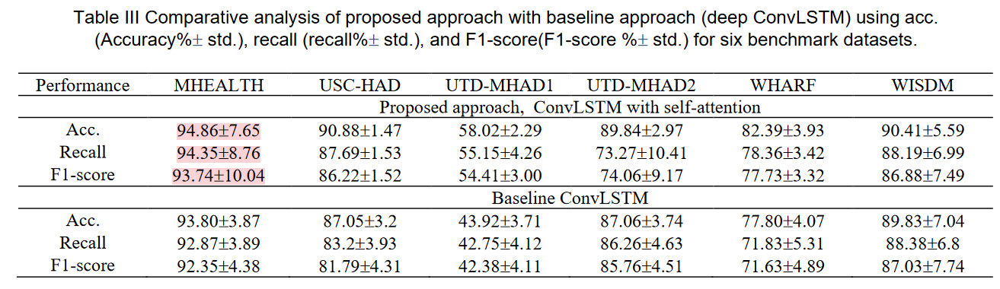 Table III Comparative analysis of proposed approach with baseline approach (deep ConvLSTM) using acc.
(Accuracy%± std.), recall (recall%± std.), and F1-score(F1-score %± std.) for six benchmark datasets.
Performance MHEALTH USC-HAD UTD-MHAD1 UTD-MHAD2 WHARF WISDM
Proposed approach, ConvLSTM with self-attention
Acc. 94.86±7.65 90.88±1.47 58.02±2.29 89.84±2.97 82.39±3.93 90.41±5.59
Recall 94.35±8.76 87.69±1.53 55.15±4.26 73.27±10.41 78.36±3.42 88.19±6.99
F1-score 93.74±10.04 86.22±1.52 54.41±3.00 74.06±9.17 77.73±3.32 86.88±7.49
Baseline ConvLSTM
Acc. 93.80±3.87 87.05±3.2 43.92±3.71 87.06±3.74 77.80±4.07 89.83±7.04
Recall 92.87±3.89 83.2±3.93 42.75±4.12 86.26±4.63 71.83±5.31 88.38±6.8
F1-score 92.35±4.38 81.79±4.31 42.38±4.11 85.76±4.51 71.63±4.89 87.03±7.74